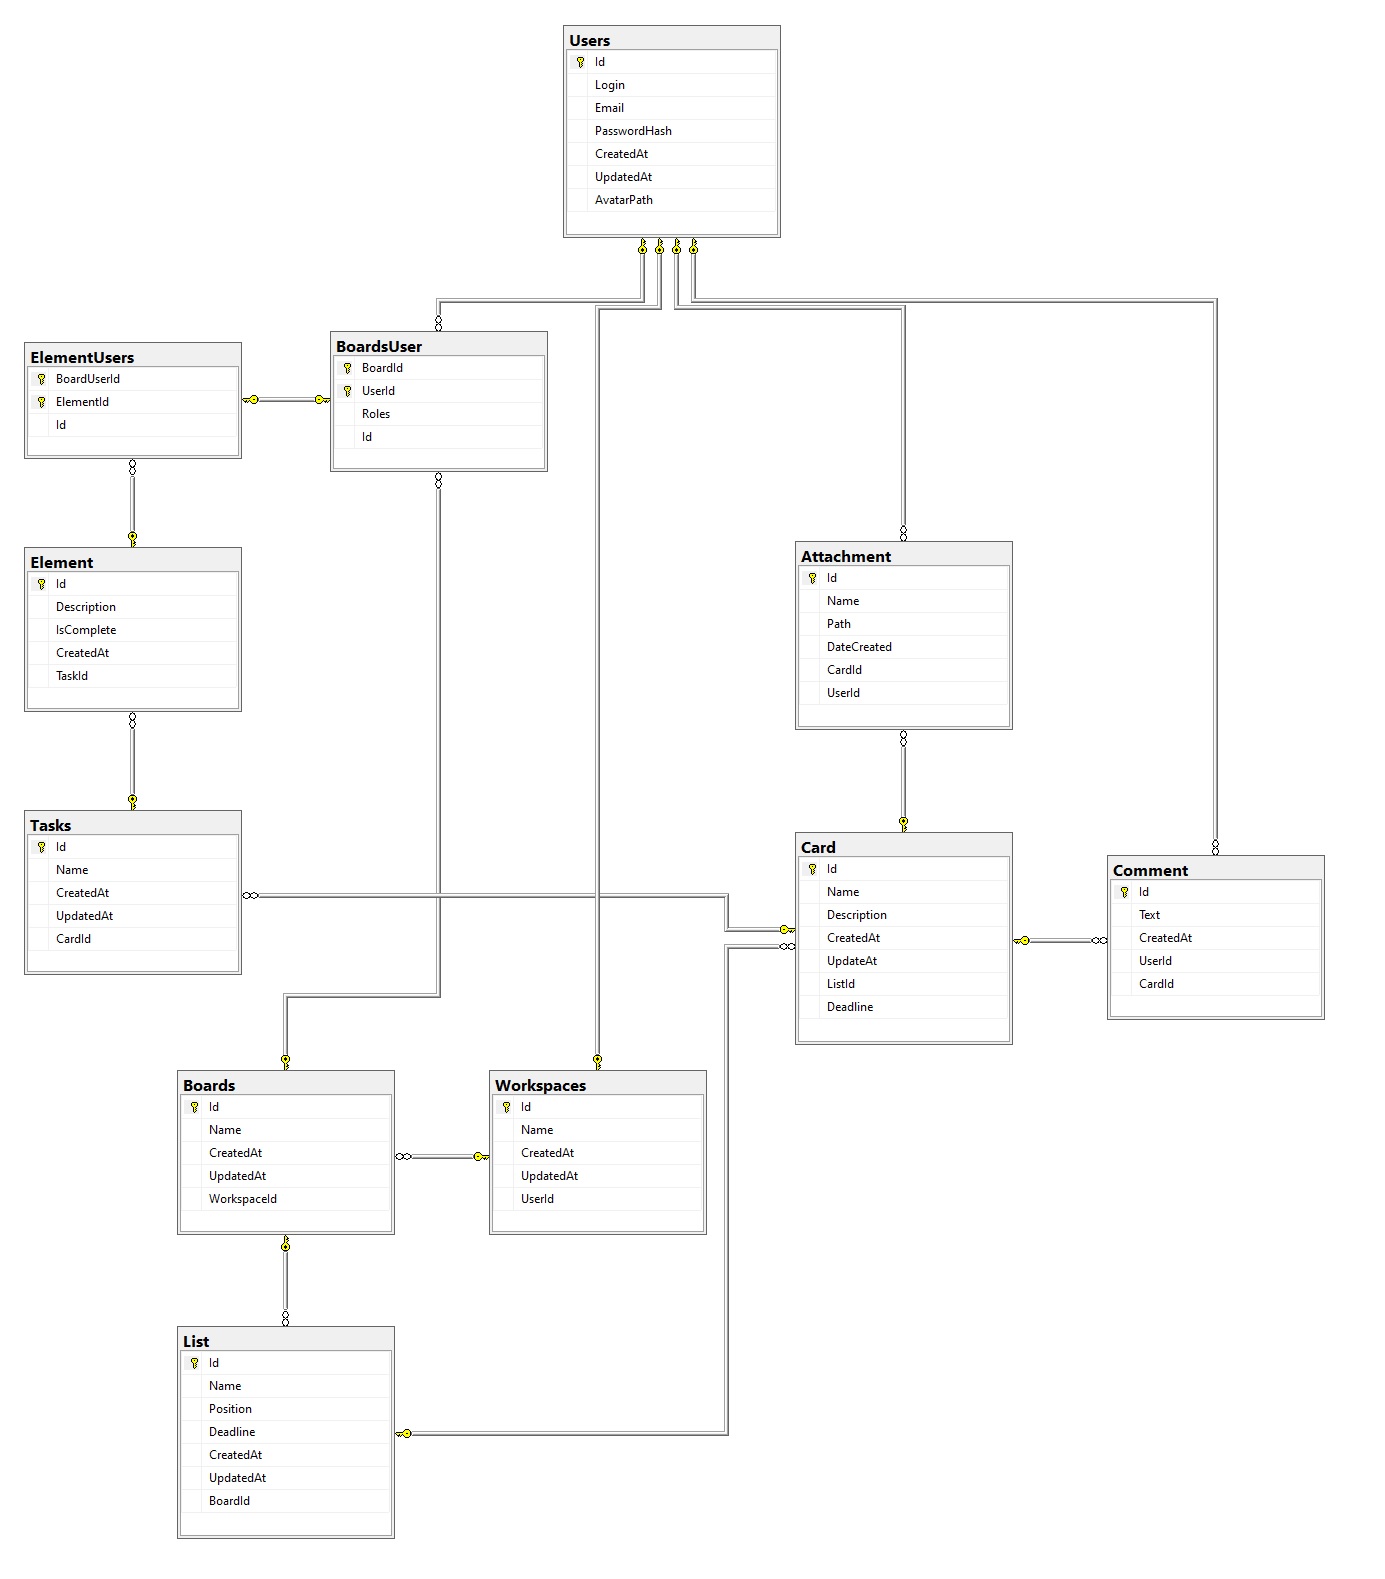 Users
Id
Login
Email
PasswordHash
CreatedAt
UpdatedAt
AvatarPath
ElementUsers
BoardUserId
ElementId
Id
BoardsUser
BoardId
UserId
Roles
Id
Element
Id
Description
IsComplete
CreatedAt
TaskId
Attachment
Id
Name
Path
DateCreated
CardId
UserId
Tasks
Id
Name
CreatedAt
UpdatedAt
CardId
Card
Id
Name
Description
CreatedAt
UpdateAt
ListId
Deadline
Comment
Id
Text
CreatedAt
UserId
CardId
Boards
Id
Name
CreatedAt
UpdatedAt
WorkspaceId
Workspaces
Id
Name
CreatedAt
UpdatedAt
UserId
List
Id
Name
Position
Deadline
CreatedAt
UpdatedAt
BoardId